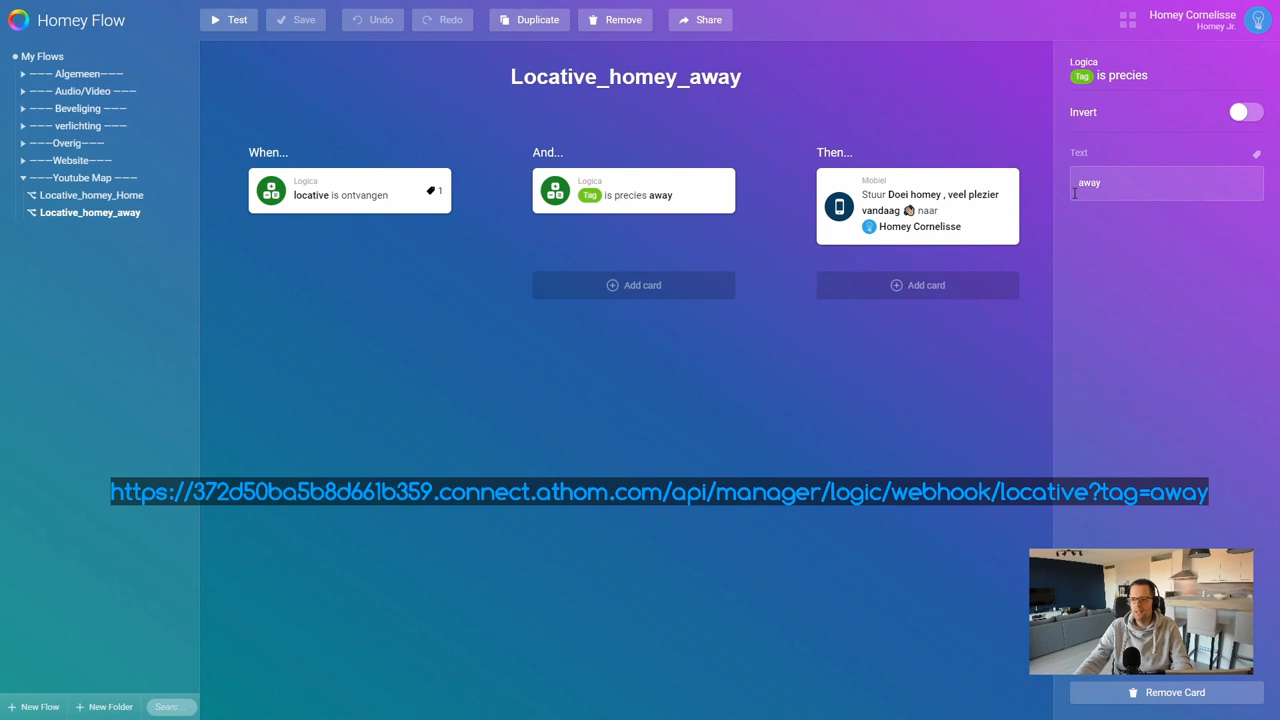 Homey Flow
Test
Save
Undo
Redo
Duplicate
Remove
Share
Homey Cornelisse
Homey Jr.
My Flows
––– Algemeen–––
––– Audio/Video –––
––– Beveliging –––
––– verlichting –––
–––Overig–––
–––Website–––
–––Youtube Map –––
Locative_homey_Home
Locative_homey_away
Locative_homey_away
When...
Logica
locative is ontvangen
1
And...
Logica
Tag is precies away
Add card
Then...
Mobiel
Stuur Doei homey , veel plezier
vandaag 👋 naar
Homey Cornelisse
Add card
Logica
Tag is precies
Invert
Text
away
https://372d50ba5b8d661b359.connect.athom.com/api/manager/logic/webhook/locative?tag=away
New Flow
New Folder
Searc...
Remove Card